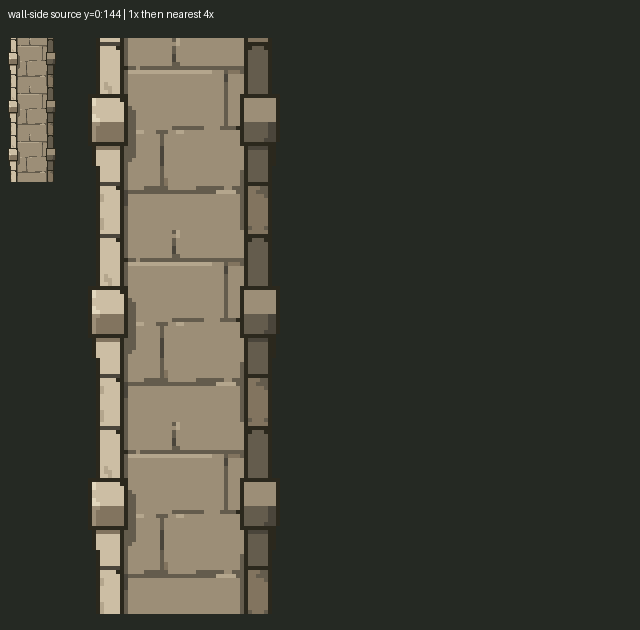 wall-side source y=0:144 | 1x then nearest 4x